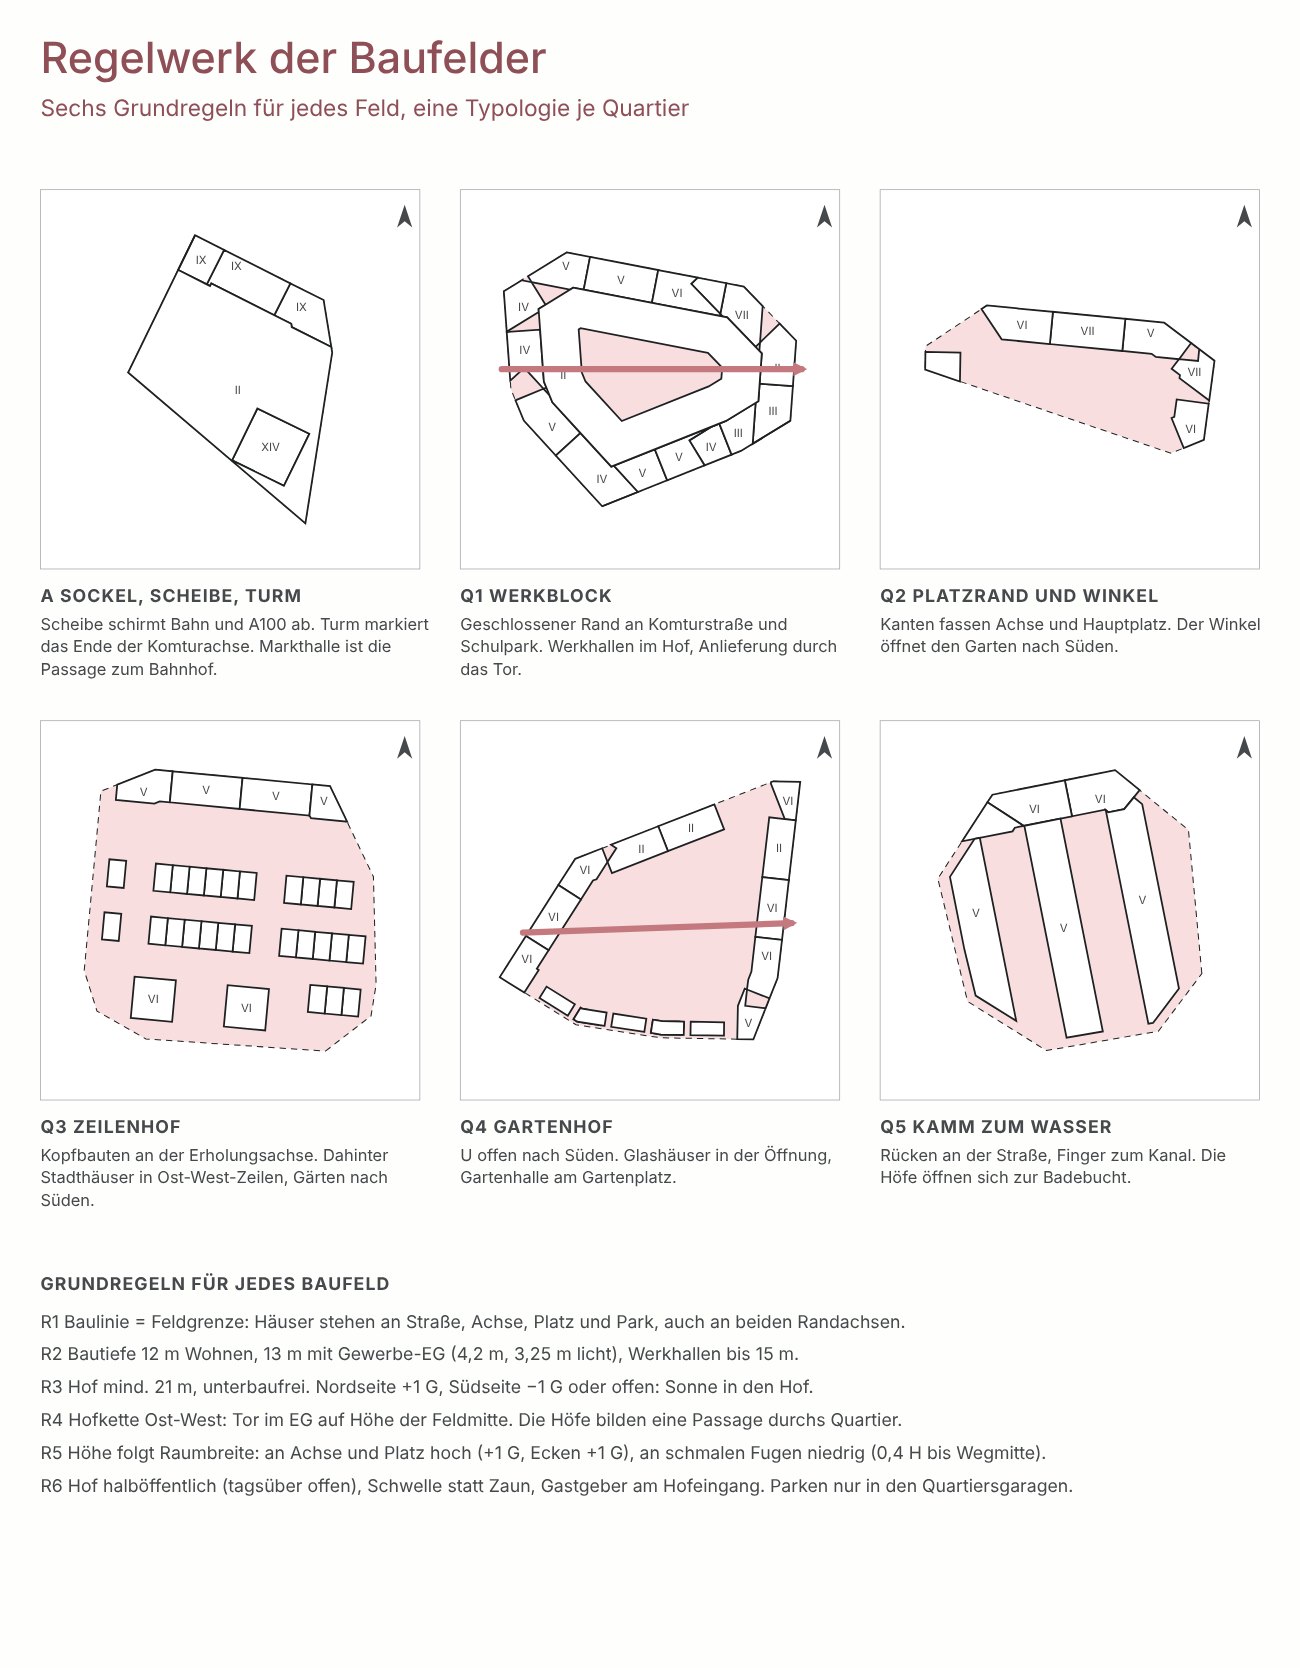 Regelwerk der Baufelder
Sechs Grundregeln für jedes Feld, eine Typologie je Quartier
IX
IX
IX
II
XIV
V
V
VI
VII
IV
IV
II
II
V
IV
V
V
IV
III
III
VI
VII
V
VII
VI
A SOCKEL, SCHEIBE, TURM
Scheibe schirmt Bahn und A100 ab. Turm markiert
das Ende der Komturachse. Markthalle ist die
Passage zum Bahnhof.
Q1 WERKBLOCK
Geschlossener Rand an Komturstraße und
Schulpark. Werkhallen im Hof, Anlieferung durch
das Tor.
Q2 PLATZRAND UND WINKEL
Kanten fassen Achse und Hauptplatz. Der Winkel
öffnet den Garten nach Süden.
V
V
V
V
VI
VI
VI
II
II
VI
II
VI
VI
VI
VI
V
VI
VI
V
V
V
Q3 ZEILENHOF
Kopfbauten an der Erholungsachse. Dahinter
Stadthäuser in Ost-West-Zeilen, Gärten nach
Süden.
Q4 GARTENHOF
U offen nach Süden. Glashäuser in der Öffnung,
Gartenhalle am Gartenplatz.
Q5 KAMM ZUM WASSER
Rücken an der Straße, Finger zum Kanal. Die
Höfe öffnen sich zur Badebucht.
GRUNDREGELN FÜR JEDES BAUFELD
R1 Baulinie = Feldgrenze: Häuser stehen an Straße, Achse, Platz und Park, auch an beiden Randachsen.
R2 Bautiefe 12 m Wohnen, 13 m mit Gewerbe-EG (4,2 m, 3,25 m licht), Werkhallen bis 15 m.
R3 Hof mind. 21 m, unterbaufrei. Nordseite +1 G, Südseite −1 G oder offen: Sonne in den Hof.
R4 Hofkette Ost-West: Tor im EG auf Höhe der Feldmitte. Die Höfe bilden eine Passage durchs Quartier.
R5 Höhe folgt Raumbreite: an Achse und Platz hoch (+1 G, Ecken +1 G), an schmalen Fugen niedrig (0,4 H bis Wegmitte).
R6 Hof halböffentlich (tagsüber offen), Schwelle statt Zaun, Gastgeber am Hofeingang. Parken nur in den Quartiersgaragen.